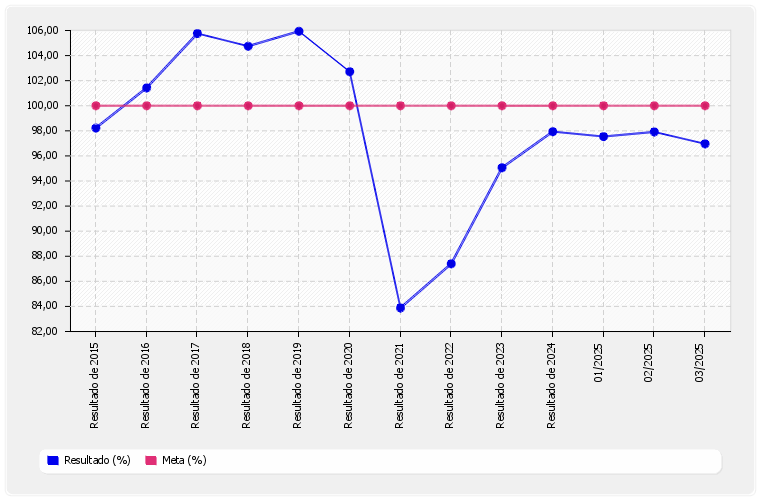 106,00
104,00
102,00
100,00
98,00
96,00
94,00
92,00
90,00
88,00
86,00
84,00
82,00
Resultado de 2015
Resultado de 2016
Resultado de 2017
Resultado de 2018
Resultado de 2019
Resultado de 2020
Resultado de 2021
Resultado de 2022
Resultado de 2023
Resultado de 2024
01/2025
02/2025
03/2025
Resultado (%) Meta (%)